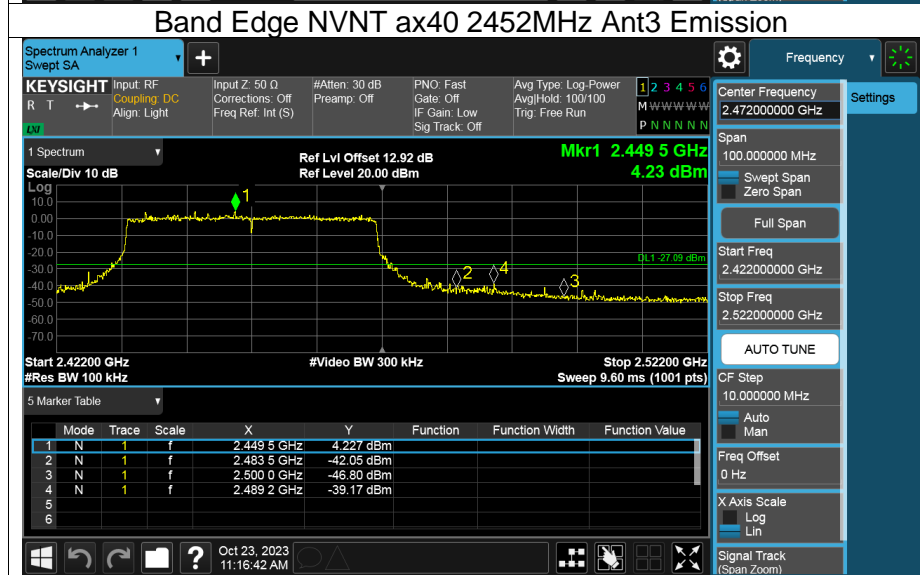 Band Edge NVNT ax40 2452MHz Ant3 Emission
Spectrum Analyzer 1
Swept SA
+
Frequency
KEYSIGHT Input: RF Input Z: 50 Ω #Atten: 30 dB PNO: Fast Avg Type: Log-Power 1 2 3 4 5 6
R T Coupling: DC Corrections: Off Preamp: Off Gate: Off Avg|Hold: 100/100 M W W W W W
Align: Light Freq Ref: Int (S) IF Gain: Low Trig: Free Run
LXI Sig Track: Off P N N N N N
1 Spectrum
Ref Lvl Offset 12.92 dB Mkr1 2.449 5 GHz
Scale/Div 10 dB Ref Level 20.00 dBm 4.23 dBm
Log
10.0
0.00
-10.0
-20.0
-30.0
-40.0
-50.0
-60.0
-70.0
1
DL1 -27.09 dBm
2 4
3
Start 2.42200 GHz #Video BW 300 kHz Stop 2.52200 GHz
#Res BW 100 kHz Sweep 9.60 ms (1001 pts)
5 Marker Table
Mode Trace Scale X Y Function Function Width Function Value
1 N 1 f 2.449 5 GHz 4.227 dBm
2 N 1 f 2.483 5 GHz -42.05 dBm
3 N 1 f 2.500 0 GHz -46.80 dBm
4 N 1 f 2.489 2 GHz -39.17 dBm
5
6
?
Oct 23, 2023
11:16:42 AM
Center Frequency
2.472000000 GHz
Settings
Span
100.000000 MHz
Swept Span
Zero Span
Full Span
Start Freq
2.422000000 GHz
Stop Freq
2.522000000 GHz
AUTO TUNE
CF Step
10.000000 MHz
Auto
Man
Freq Offset
0 Hz
X Axis Scale
Log
Lin
Signal Track
(Span Zoom)